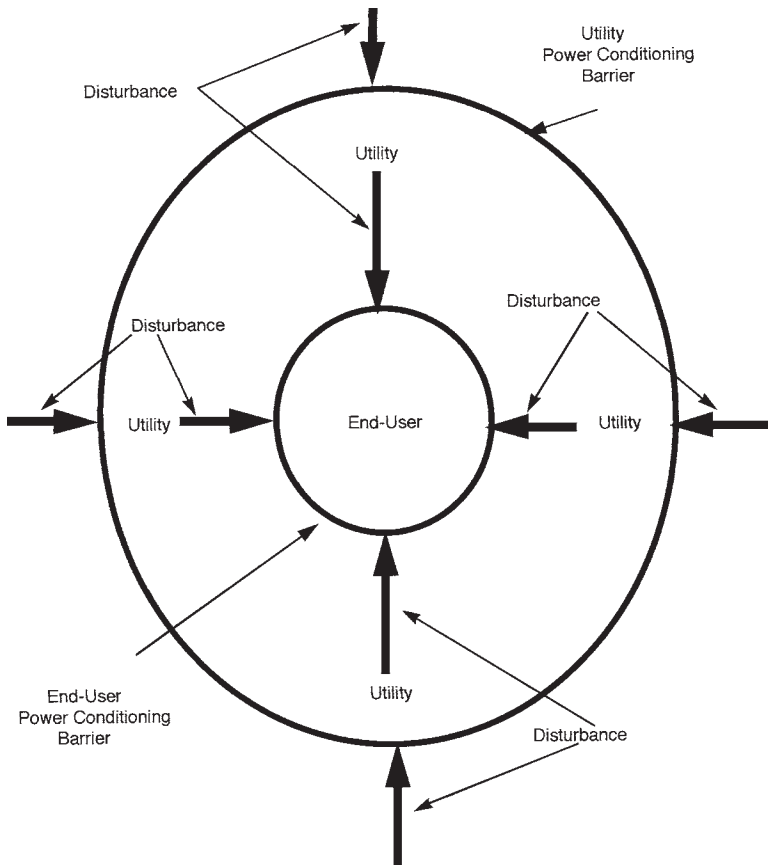 Utility
Power Conditioning
Barrier
Disturbance
Utility
Disturbance
Disturbance
Utility
End-User
Utility
Utility
End-User
Power Conditioning
Barrier
Disturbance